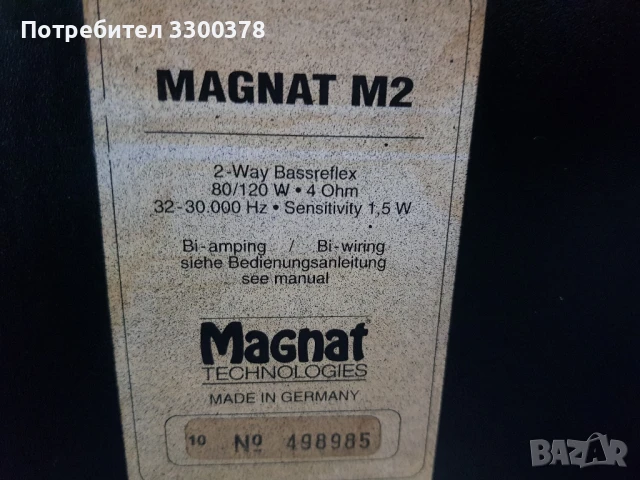 Потребител 3300378
MAGNAT M2
2-Way Bassreflex
80/120 W • 4 Ohm
32-30.000 Hz • Sensitivity 1,5 W
Bi-amping / Bi-wiring
siehe Bedienungsanleitung
see manual
Magnat
TECHNOLOGIES
MADE IN GERMANY
10 Nº 498985
BAZAR